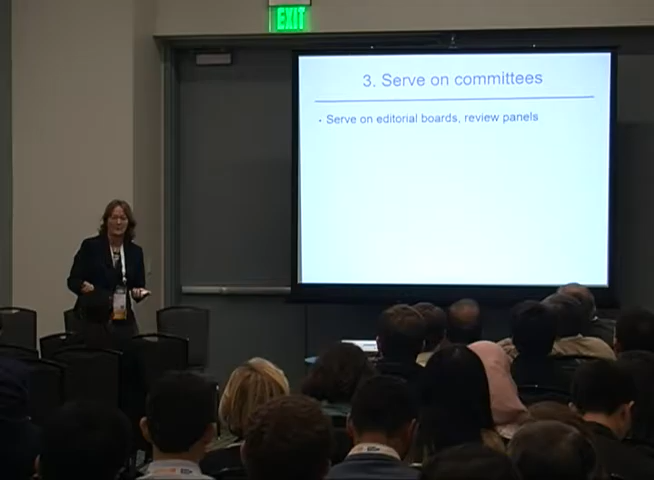 EXIT
3. Serve on committees
- Serve on editorial boards, review panels